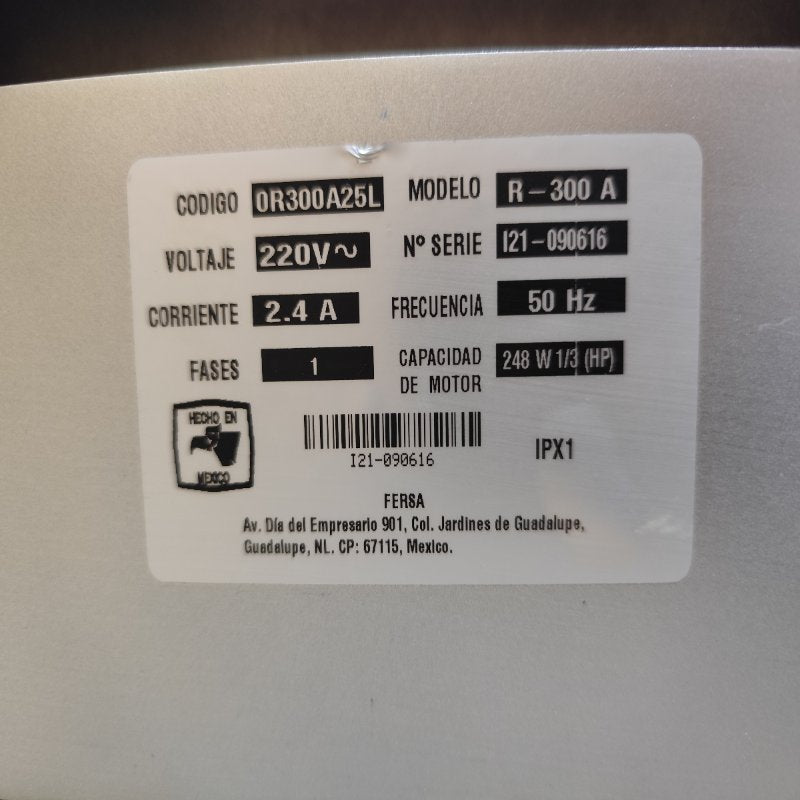 CODIGO 0R300A25L MODELO R-300 A
VOLTAJE 220V~ Nº SERIE I21-090616
CORRIENTE 2.4 A FRECUENCIA 50 Hz
FASES 1 CAPACIDAD DE MOTOR 248 W 1/3 (HP)
HECHO EN
MEXICO
I21-090616
IPX1
FERSA
Av. Día del Empresario 901, Col. Jardines de Guadalupe,
Guadalupe, NL. CP: 67115, Mexico.